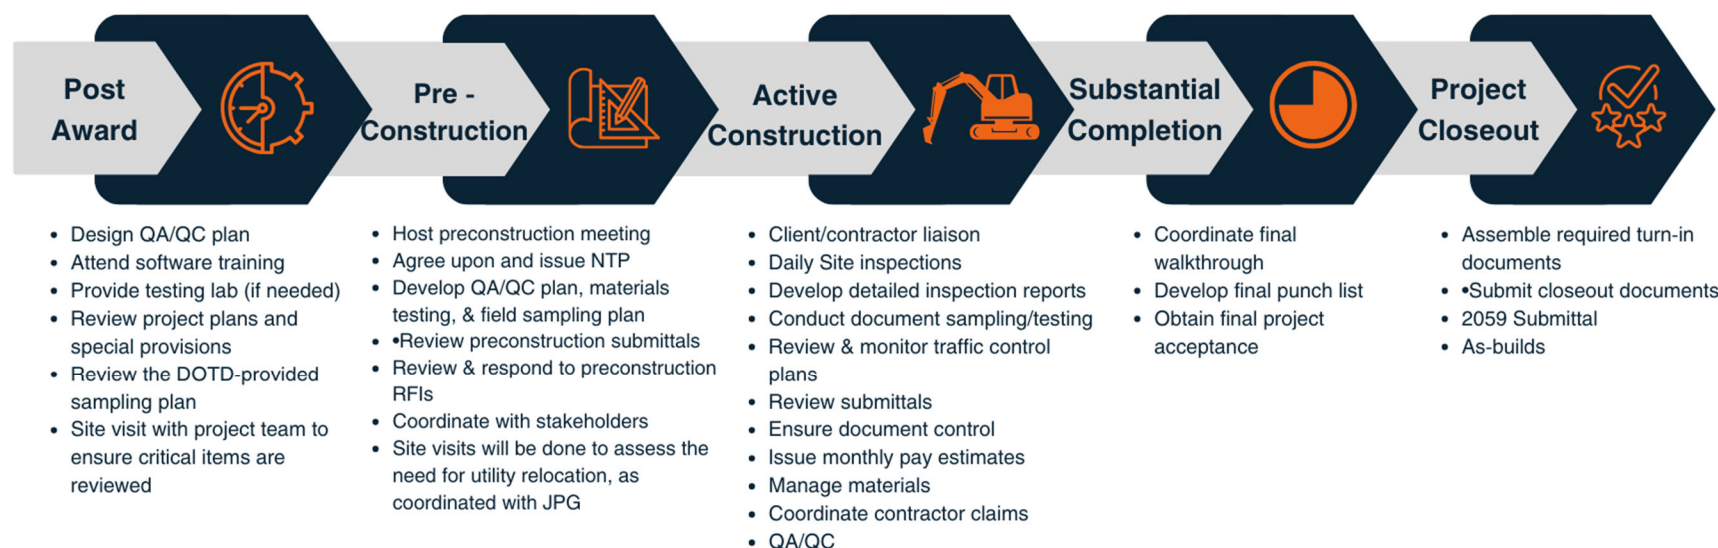 Post
Award
Pre -
Construction
Active
Construction
Substantial
Completion
Project
Closeout
• Design QA/QC plan
• Attend software training
• Provide testing lab (if needed)
• Review project plans and
special provisions
• Review the DOTD-provided
sampling plan
• Site visit with project team to
ensure critical items are
reviewed
• Host preconstruction meeting
• Agree upon and issue NTP
• Develop QA/QC plan, materials
testing, & field sampling plan
• •Review preconstruction submittals
• Review & respond to preconstruction
RFIs
• Coordinate with stakeholders
• Site visits will be done to assess the
need for utility relocation, as
coordinated with JPG
• Client/contractor liaison
• Daily Site inspections
• Develop detailed inspection reports
• Conduct document sampling/testing
• Review & monitor traffic control
plans
• Review submittals
• Ensure document control
• Issue monthly pay estimates
• Manage materials
• Coordinate contractor claims
• QA/QC
• Coordinate final
walkthrough
• Develop final punch list
• Obtain final project
acceptance
• Assemble required turn-in
documents
• •Submit closeout documents
• 2059 Submittal
• As-builds